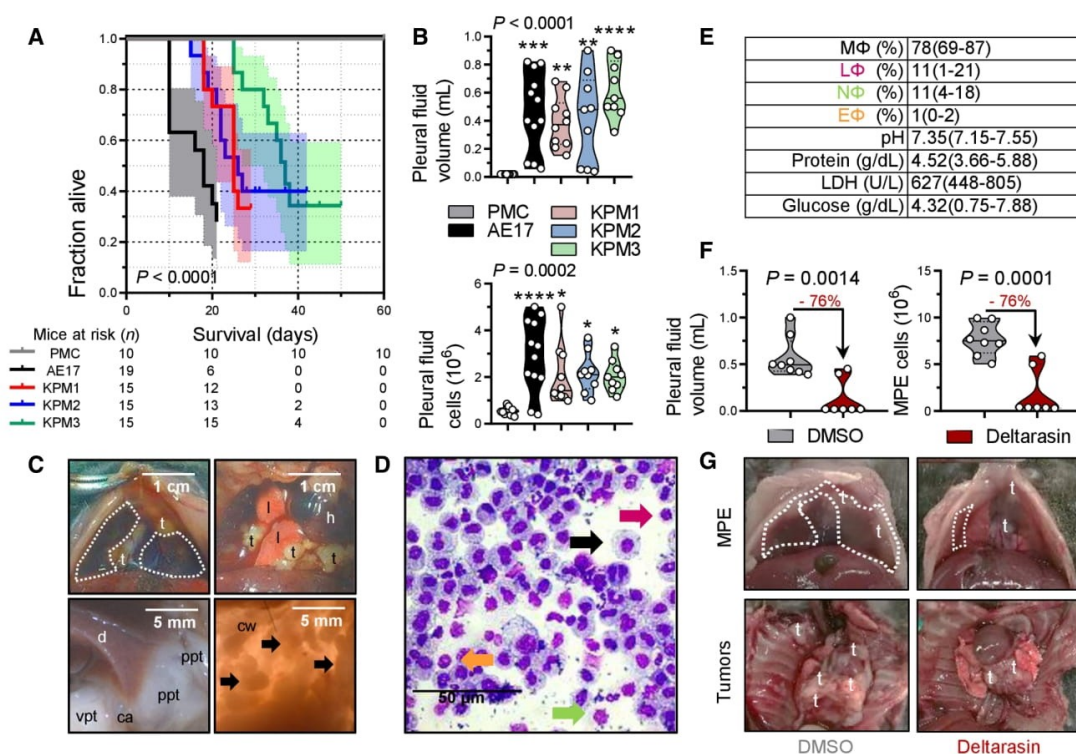 A
Fraction alive
1.0
0.8
0.6
0.4
0.2
0.0
P < 0.0001
0 20 40 60
Survival (days)
Mice at risk (n)
PMC 10 10 10 10
AE17 19 6 0 0
KPM1 15 12 0 0
KPM2 15 13 2 0
KPM3 15 15 4 0
B
P < 0.0001
*** ** ** ****
Pleural fluid
volume (mL)
1.0
0.8
0.6
0.4
0.2
0.0
PMC
AE17
KPM1
KPM2
KPM3
P = 0.0002
**** * * *
Pleural fluid
cells (10⁶)
6
4
2
0
C
1 cm
t
t
1 cm
l
h
t
l
t
t
5 mm
d
ppt
ppt
vpt
ca
5 mm
cw
D
50 µm
E
MΦ (%) 78(69-87)
LΦ (%) 11(1-21)
NΦ (%) 11(4-18)
EΦ (%) 1(0-2)
pH 7.35(7.15-7.55)
Protein (g/dL) 4.52(3.66-5.88)
LDH (U/L) 627(448-805)
Glucose (g/dL) 4.32(0.75-7.88)
F
P = 0.0014
- 76%
Pleural fluid
volume (mL)
1.5
1.0
0.5
0.0
P = 0.0001
- 76%
MPE cells (10⁶)
15
10
5
0
DMSO
Deltarasin
G
MPE
t
t
t
t
Tumors
t
t
t
t
t
t
t
DMSO
Deltarasin